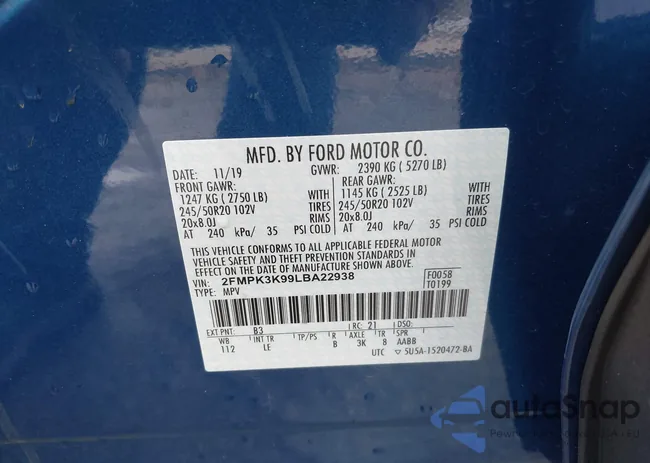 MFD. BY FORD MOTOR CO.
DATE: 11/19 GVWR: 2390 KG ( 5270 LB)
FRONT GAWR: REAR GAWR:
1247 KG ( 2750 LB) WITH 1145 KG ( 2525 LB) WITH
245/50R20 102V TIRES 245/50R20 102V TIRES
20x8.0J RIMS 20x8.0J RIMS
AT 240 kPa/ 35 PSI COLD AT 240 kPa/ 35 PSI COLD
THIS VEHICLE CONFORMS TO ALL APPLICABLE FEDERAL MOTOR
VEHICLE SAFETY AND THEFT PREVENTION STANDARDS IN
EFFECT ON THE DATE OF MANUFACTURE SHOWN ABOVE.
VIN: 2FMPK3K99LBA22938 F0058
TYPE: MPV T0199
EXT PNT: B3 RC: 21 DSO:
WB INT TR TP/PS R AXLE TR SPR
112 LE B 3K 8 AABB
UTC 5U5A-1520472-BA
autoSnap